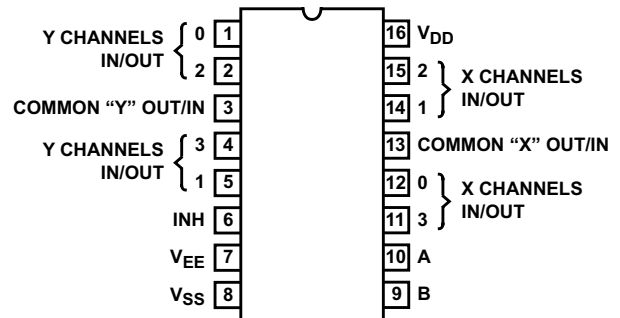 Y CHANNELS
IN/OUT
0 1
2 2
COMMON “Y” OUT/IN 3
Y CHANNELS
IN/OUT
3 4
1 5
INH 6
VEE 7
VSS 8
16 VDD
15 2
14 1
X CHANNELS
IN/OUT
13 COMMON “X” OUT/IN
12 0
11 3
X CHANNELS
IN/OUT
10 A
9 B